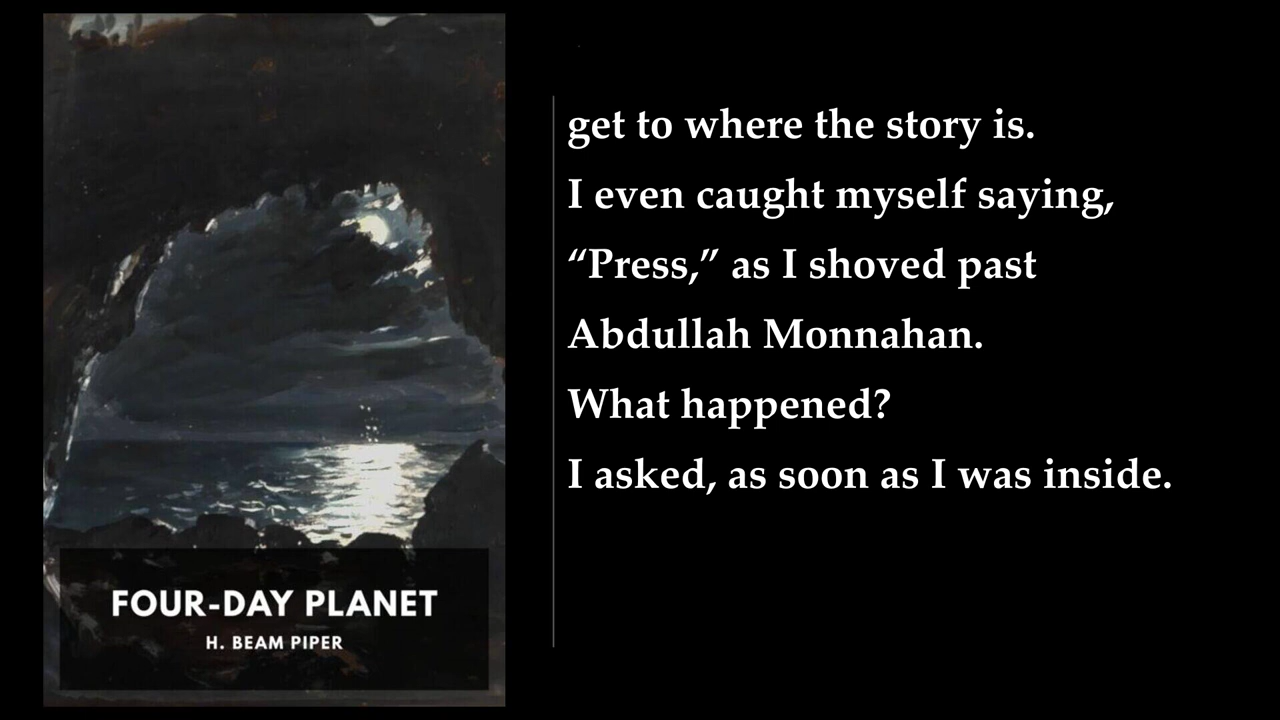 FOUR-DAY PLANET
H. BEAM PIPER
get to where the story is.
I even caught myself saying,
“Press,” as I shoved past
Abdullah Monnahan.
What happened?
I asked, as soon as I was inside.